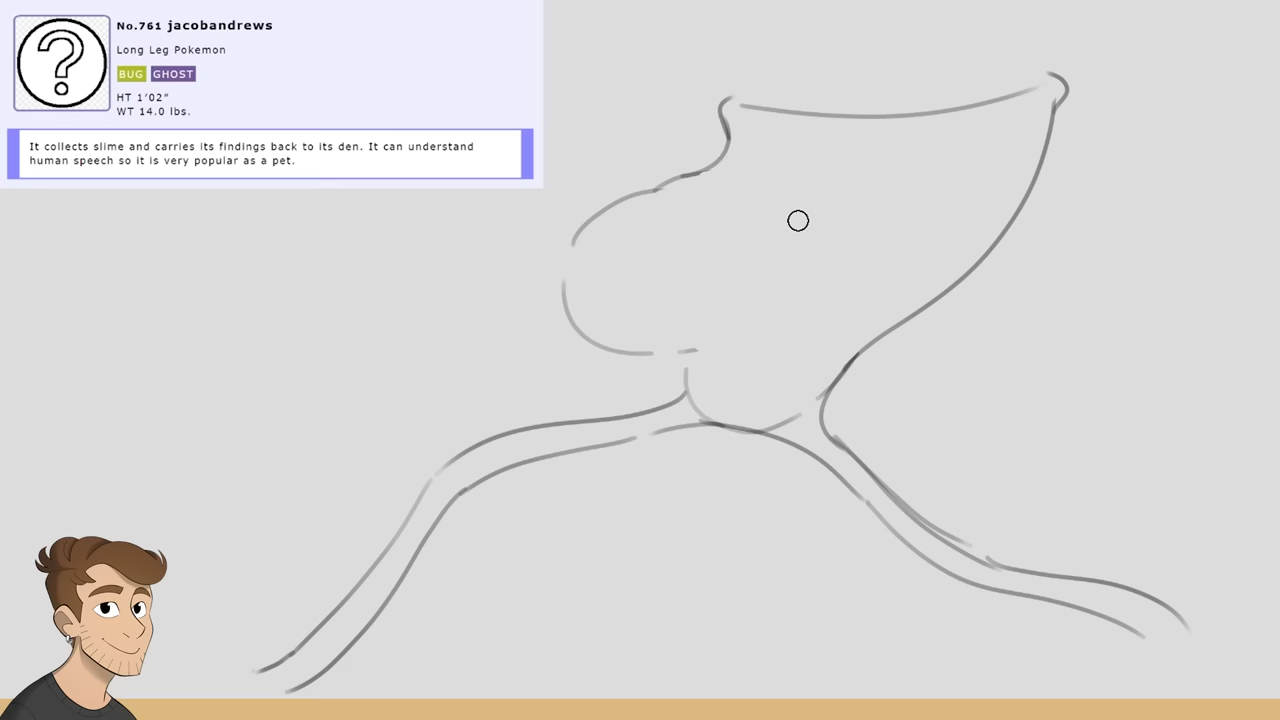 No.761 jacobandrews
Long Leg Pokemon
BUG GHOST
HT 1'02"
WT 14.0 lbs.
It collects slime and carries its findings back to its den. It can understand
human speech so it is very popular as a pet.